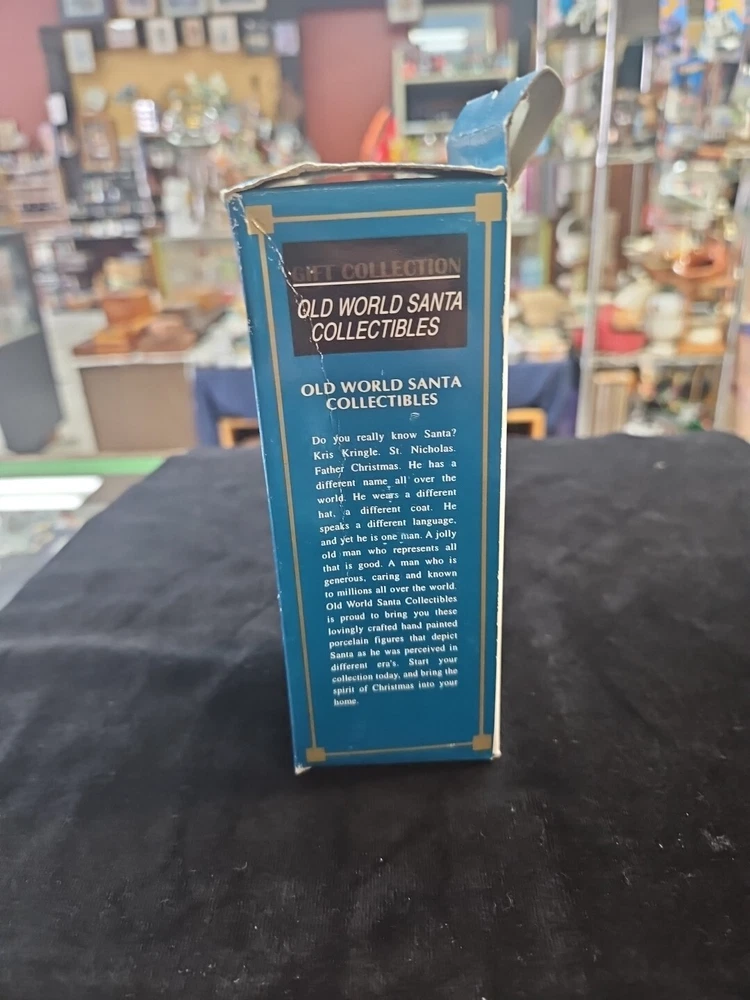 GIFT COLLECTION
OLD WORLD SANTA
COLLECTIBLES
OLD WORLD SANTA
COLLECTIBLES
Do you really know Santa?
Kris Kringle. St. Nicholas.
Father Christmas. He has a
different name all over the
world. He wears a different
hat, a different coat. He
speaks a different language,
and yet he is one man. A jolly
old man who represents all
that is good. A man who is
generous, caring and known
to millions all over the world.
Old World Santa Collectibles
is proud to bring you these
lovingly crafted hand painted
porcelain figures that depict
Santa as he was perceived in
different era's. Start your
collection today, and bring the
spirit of Christmas into your
home.